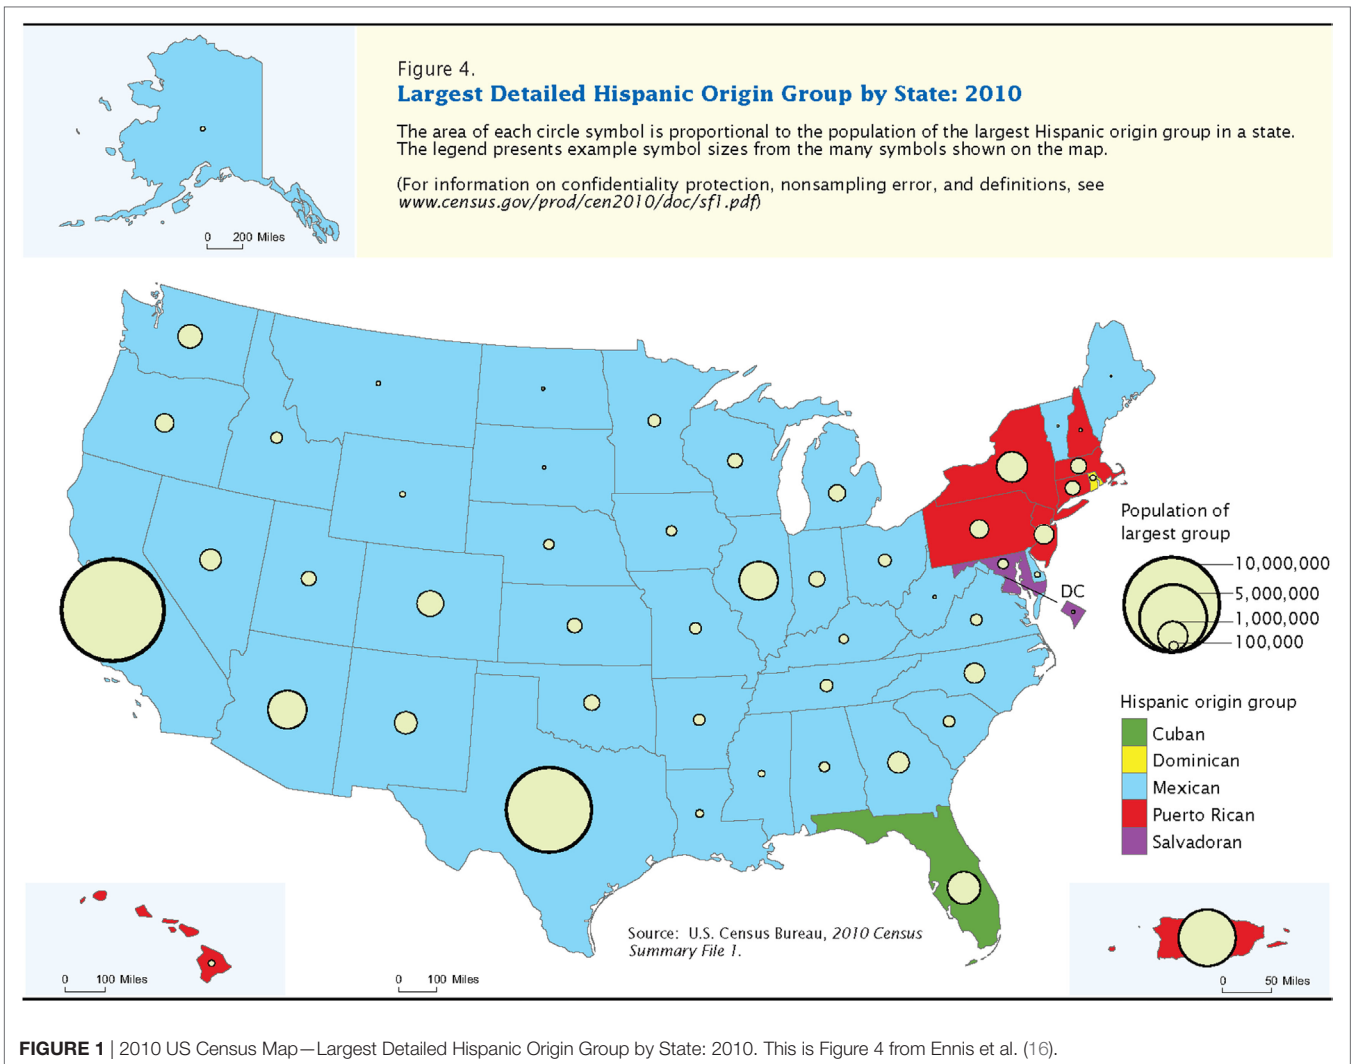 Figure 4.
Largest Detailed Hispanic Origin Group by State: 2010
The area of each circle symbol is proportional to the population of the largest Hispanic origin group in a state.
The legend presents example symbol sizes from the many symbols shown on the map.
(For information on confidentiality protection, nonsampling error, and definitions, see
www.census.gov/prod/cen2010/doc/sf1.pdf)
0 200 Miles
DC
Population of
largest group
10,000,000
5,000,000
1,000,000
100,000
Hispanic origin group
Cuban
Dominican
Mexican
Puerto Rican
Salvadoran
Source: U.S. Census Bureau, 2010 Census
Summary File 1.
0 100 Miles
0 100 Miles
0 50 Miles
FIGURE 1 | 2010 US Census Map—Largest Detailed Hispanic Origin Group by State: 2010. This is Figure 4 from Ennis et al. (16).